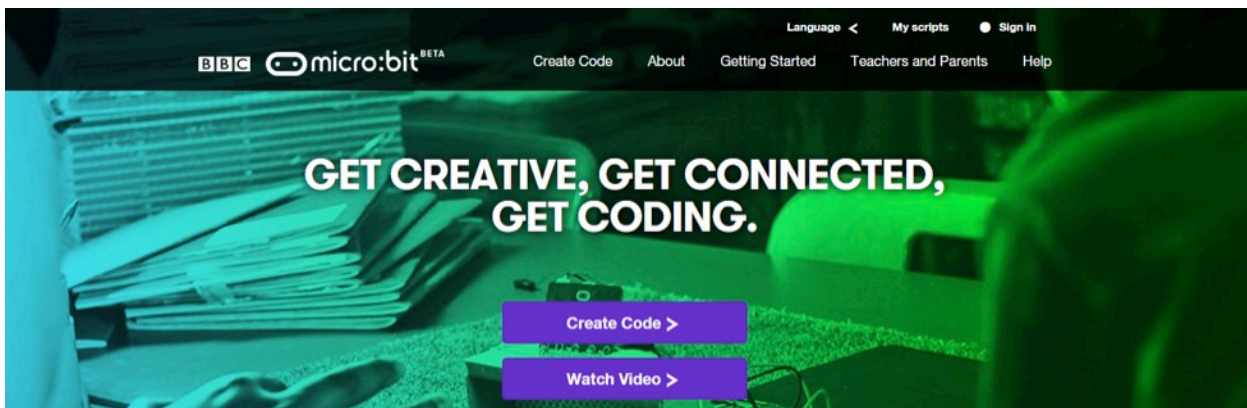 Language < My scripts Sign in
BBC micro:bit BETA
Create Code About Getting Started Teachers and Parents Help
GET CREATIVE, GET CONNECTED,
GET CODING.
Create Code >
Watch Video >